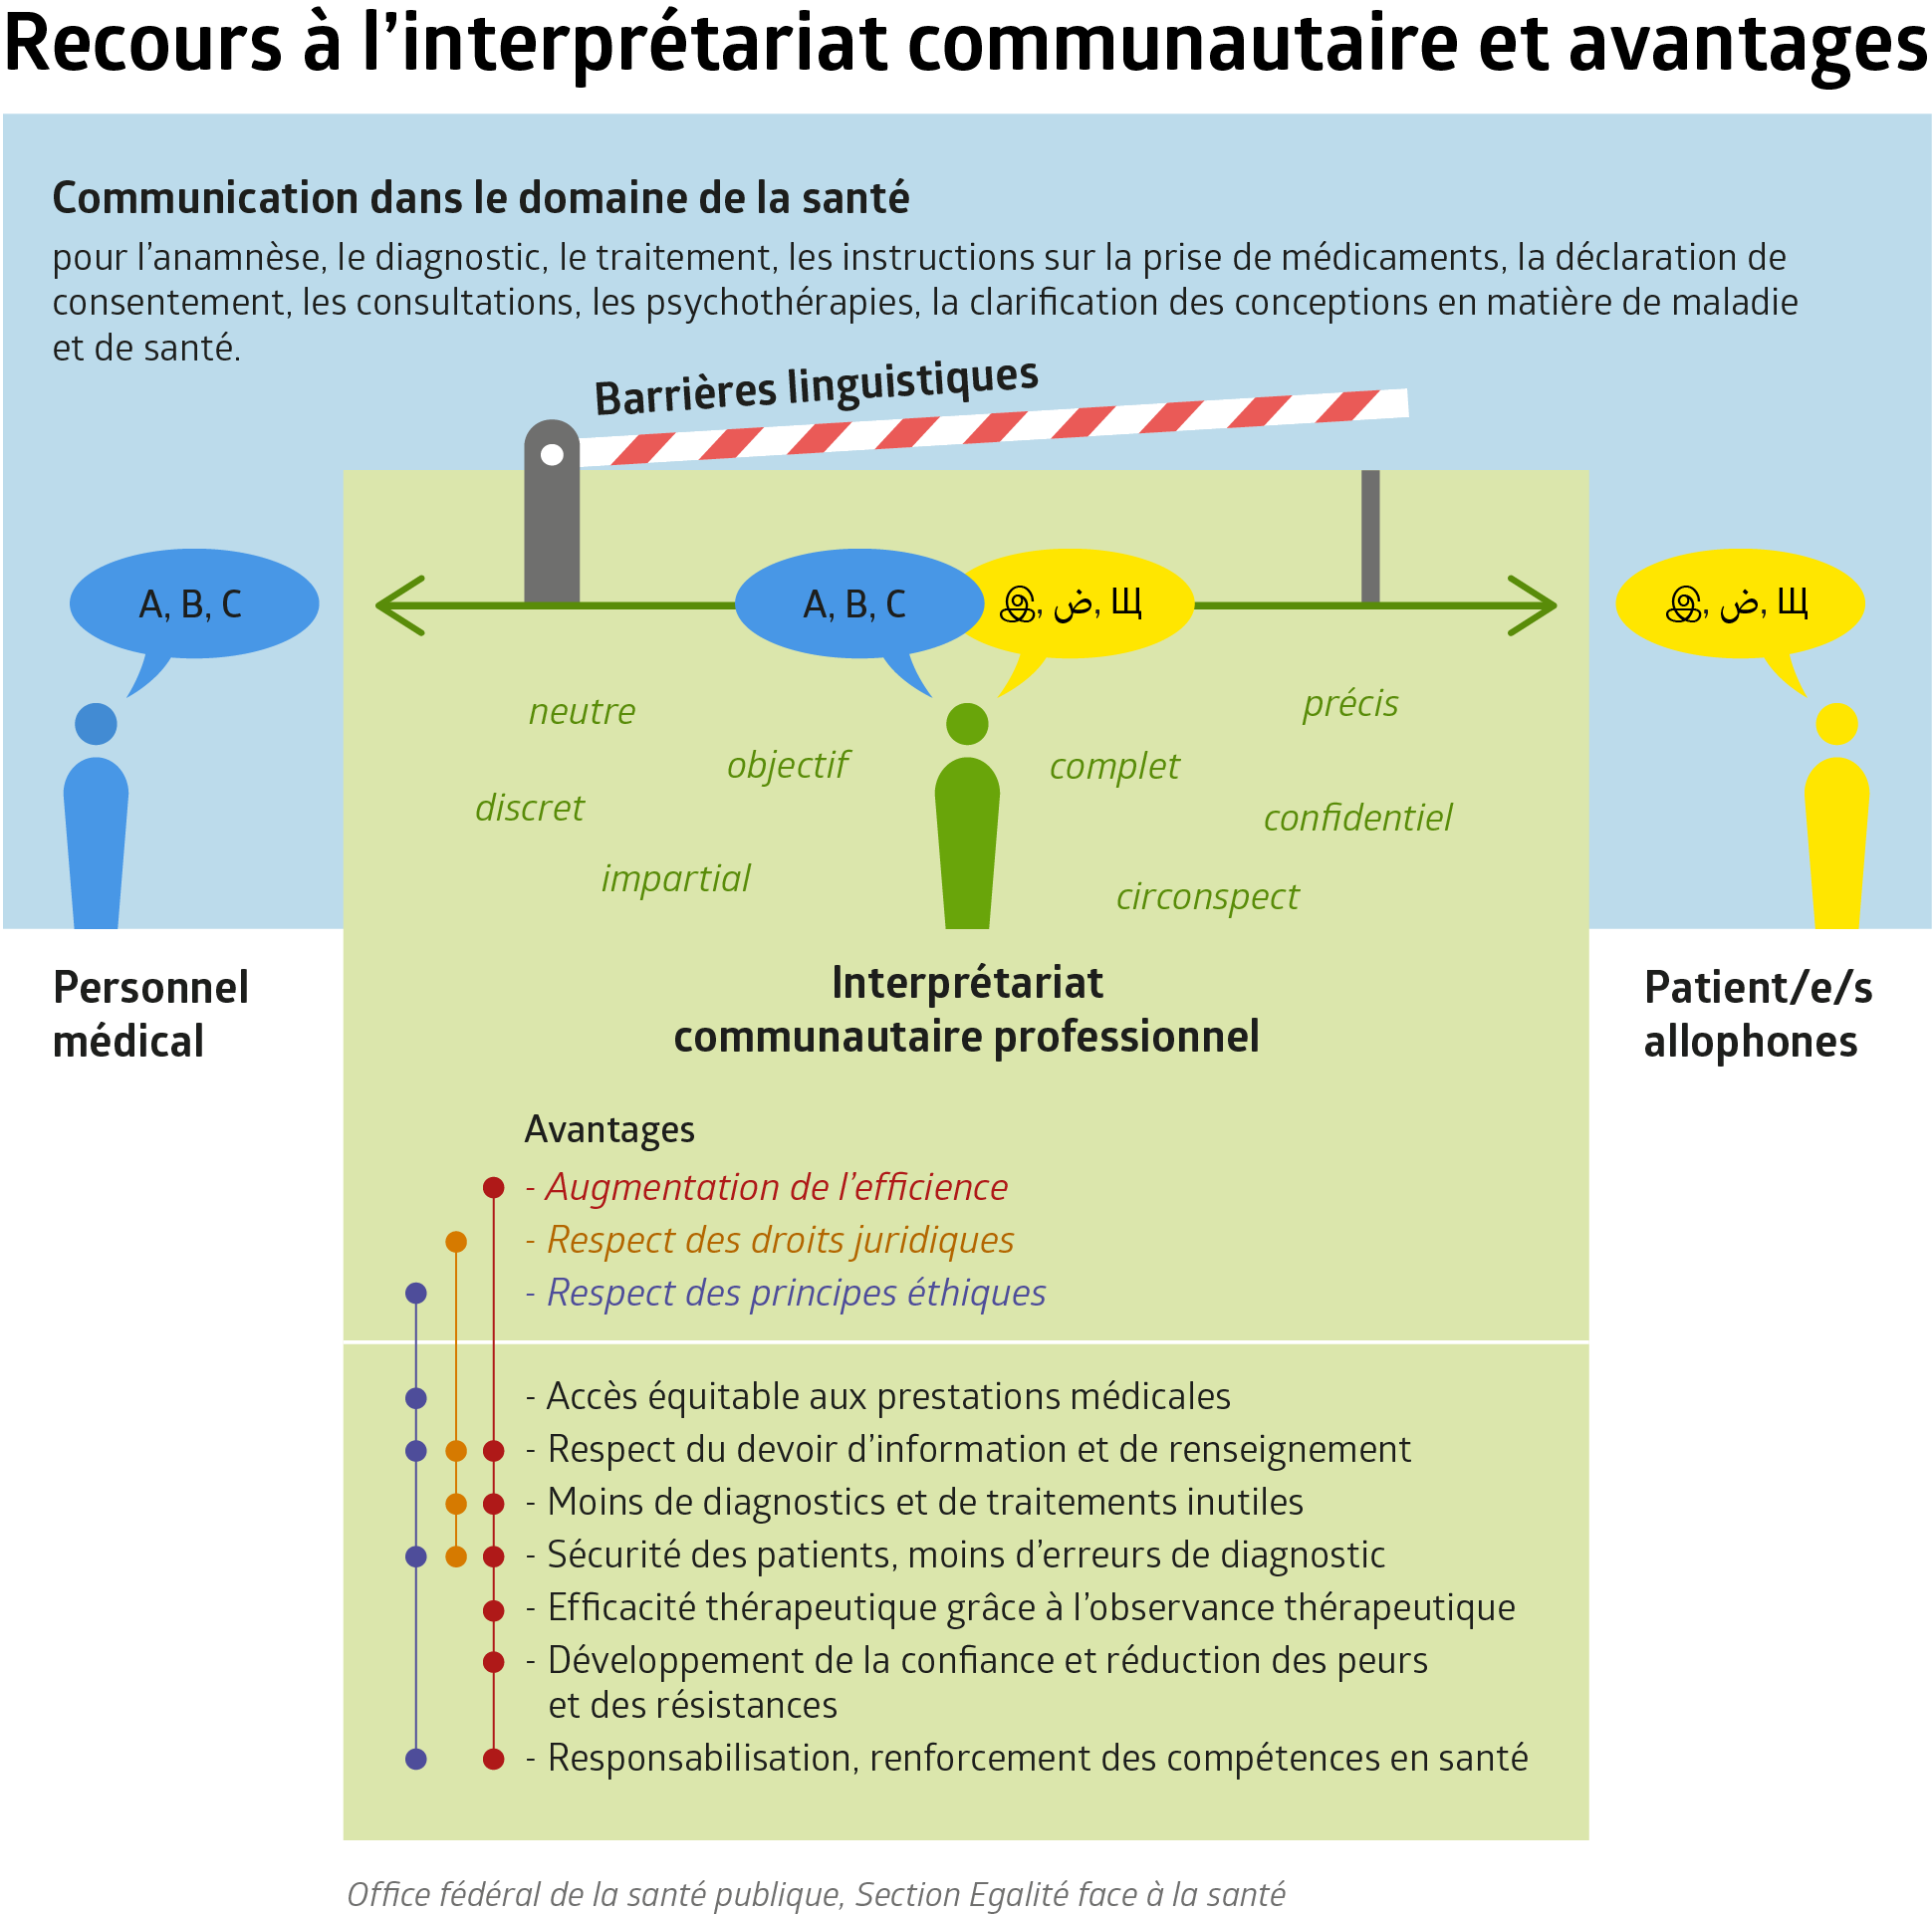 Recours à l’interprétariat communautaire et avantages
Communication dans le domaine de la santé
pour l’anamnèse, le diagnostic, le traitement, les instructions sur la prise de médicaments, la déclaration de
consentement, les consultations, les psychothérapies, la clarification des conceptions en matière de maladie
et de santé.
Barrières linguistiques
A, B, C
A, B, C
இ, ض, Щ
இ, ض, Щ
neutre
précis
objectif
complet
discret
confidentiel
impartial
circonspect
Personnel
médical
Interprétariat
communautaire professionnel
Patient/e/s
allophones
Avantages
- Augmentation de l’efficience
- Respect des droits juridiques
- Respect des principes éthiques
- Accès équitable aux prestations médicales
- Respect du devoir d’information et de renseignement
- Moins de diagnostics et de traitements inutiles
- Sécurité des patients, moins d’erreurs de diagnostic
- Efficacité thérapeutique grâce à l’observance thérapeutique
- Développement de la confiance et réduction des peurs
et des résistances
- Responsabilisation, renforcement des compétences en santé
Office fédéral de la santé publique, Section Egalité face à la santé